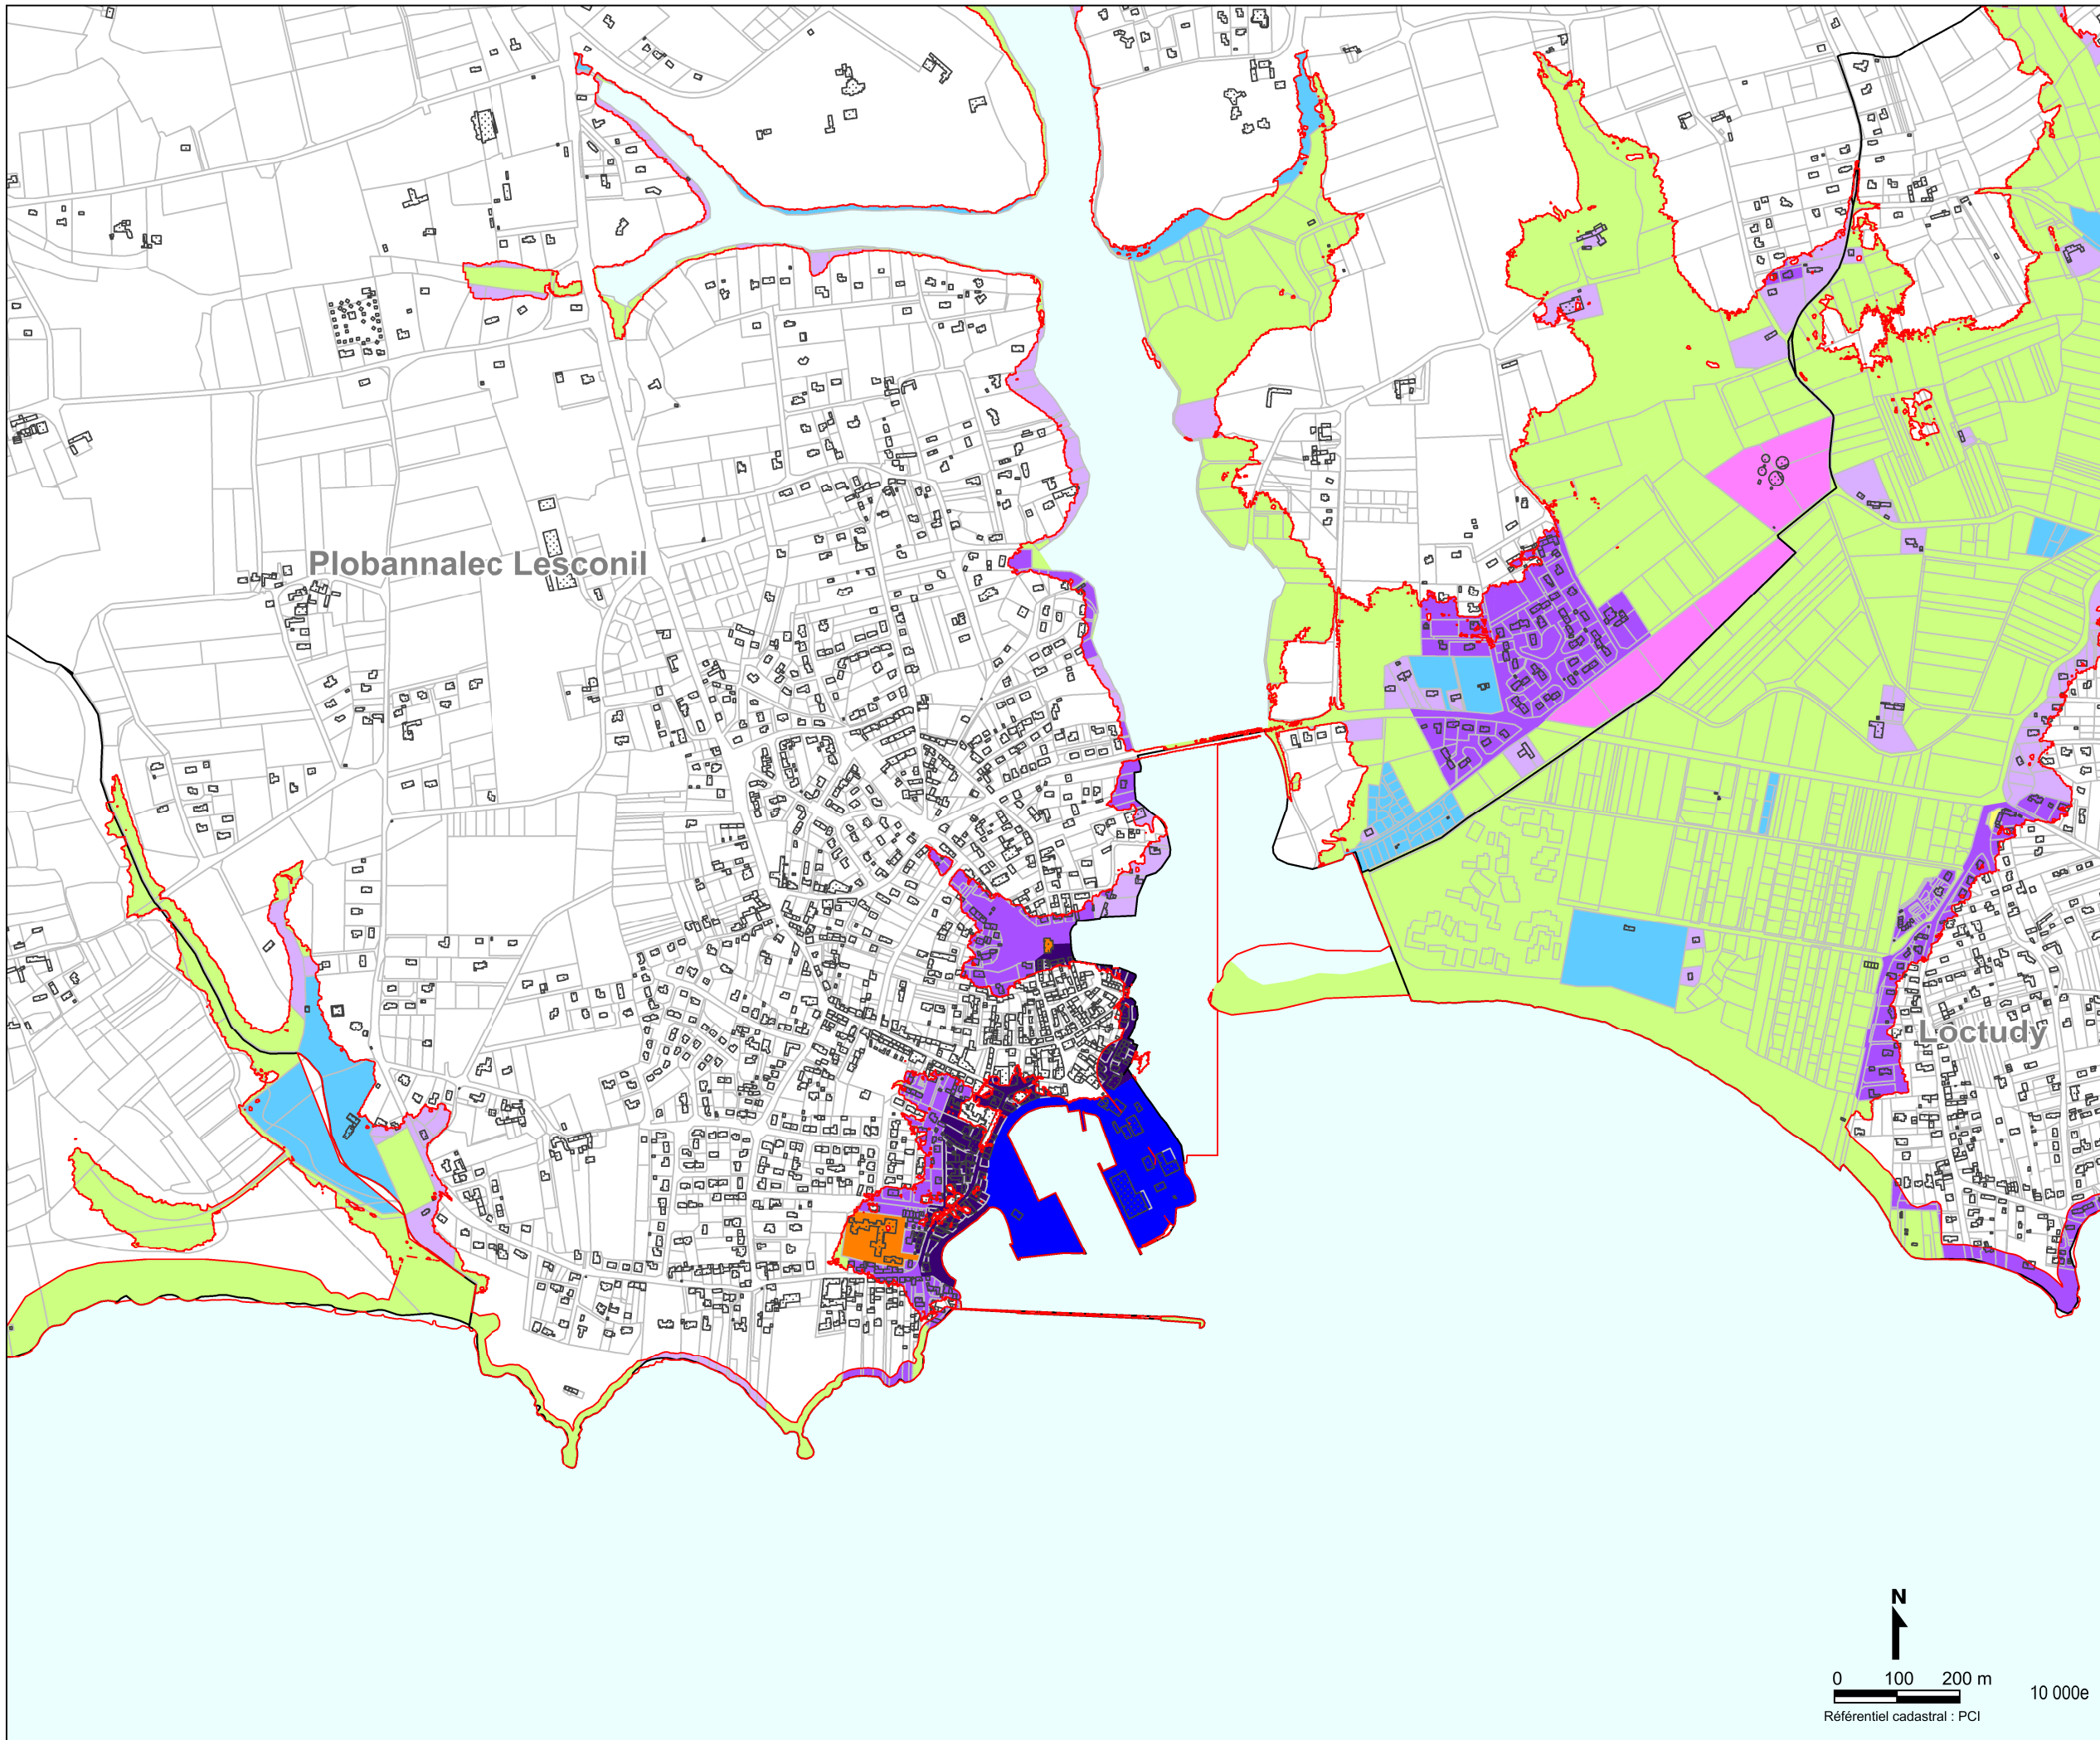 Plobannalec Lesconil
Loctudy
N
0 100 200 m
10 000e
Référentiel cadastral : PCI